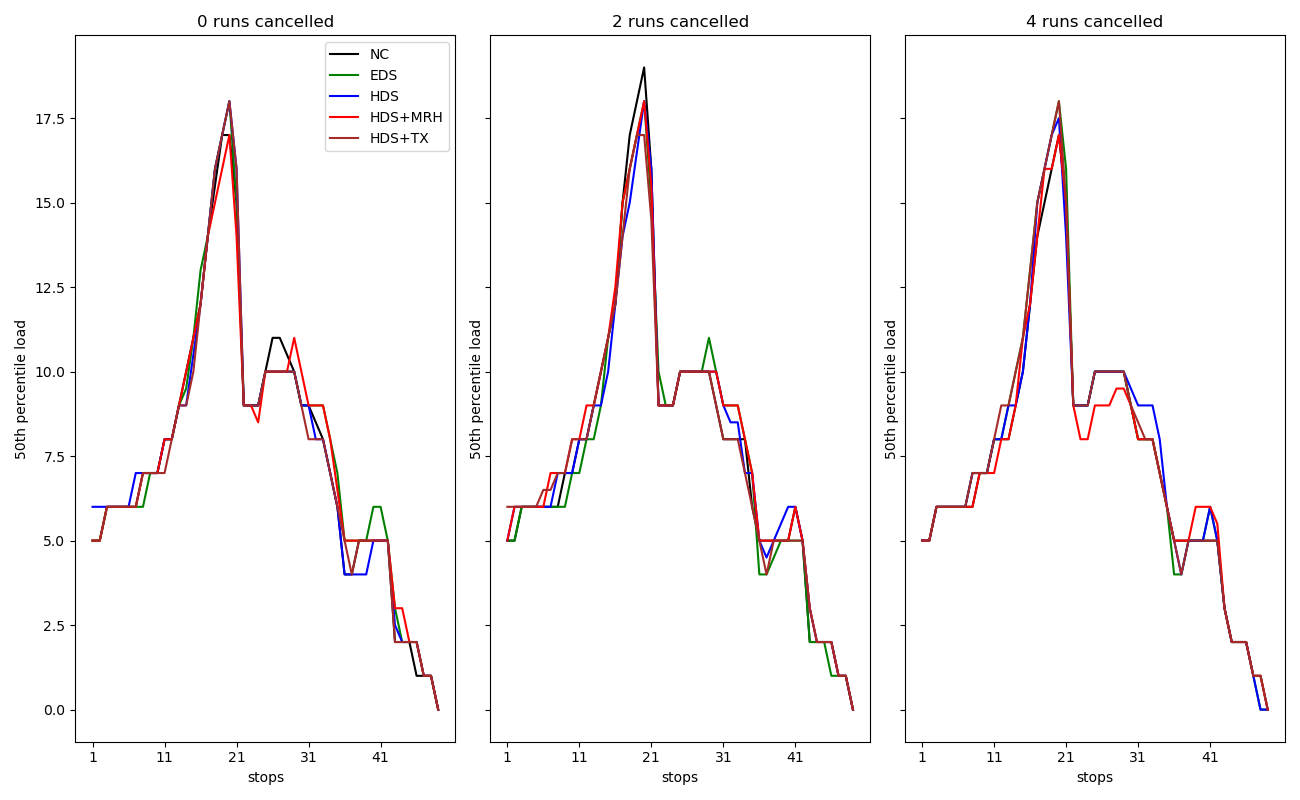 0 runs cancelled
2 runs cancelled
4 runs cancelled
NC
EDS
HDS
HDS+MRH
HDS+TX
50th percentile load
50th percentile load
50th percentile load
17.5
15.0
12.5
10.0
7.5
5.0
2.5
0.0
1 11 21 31 41
1 11 21 31 41
1 11 21 31 41
stops
stops
stops